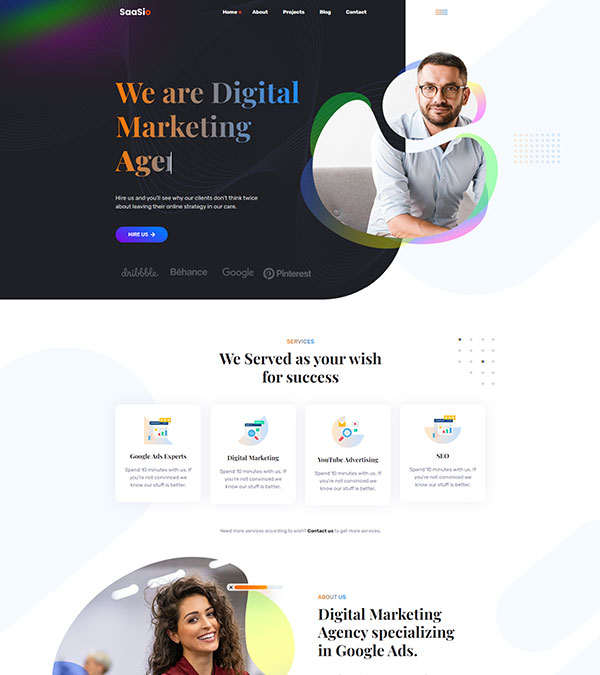 SaaSio
Home About Projects Blog Contact
We are Digital
Marketing
Agen
Hire us and you'll see why our clients don't think twice
about leaving their online strategy in our care.
HIRE US →
dribbble Bēhance Google Pinterest
SERVICES
We Served as your wish
for success
Google Ads Experts
Spend 10 minutes with us. If
you're not convinced we
know our stuff is better.
Digital Marketing
Spend 10 minutes with us. If
you're not convinced we
know our stuff is better.
YouTube Advertising
Spend 10 minutes with us. If
you're not convinced we
know our stuff is better.
SEO
Spend 10 minutes with us. If
you're not convinced we
know our stuff is better.
Need more services according to wish? Contact us to get more services.
ABOUT US
Digital Marketing
Agency specializing
in Google Ads.